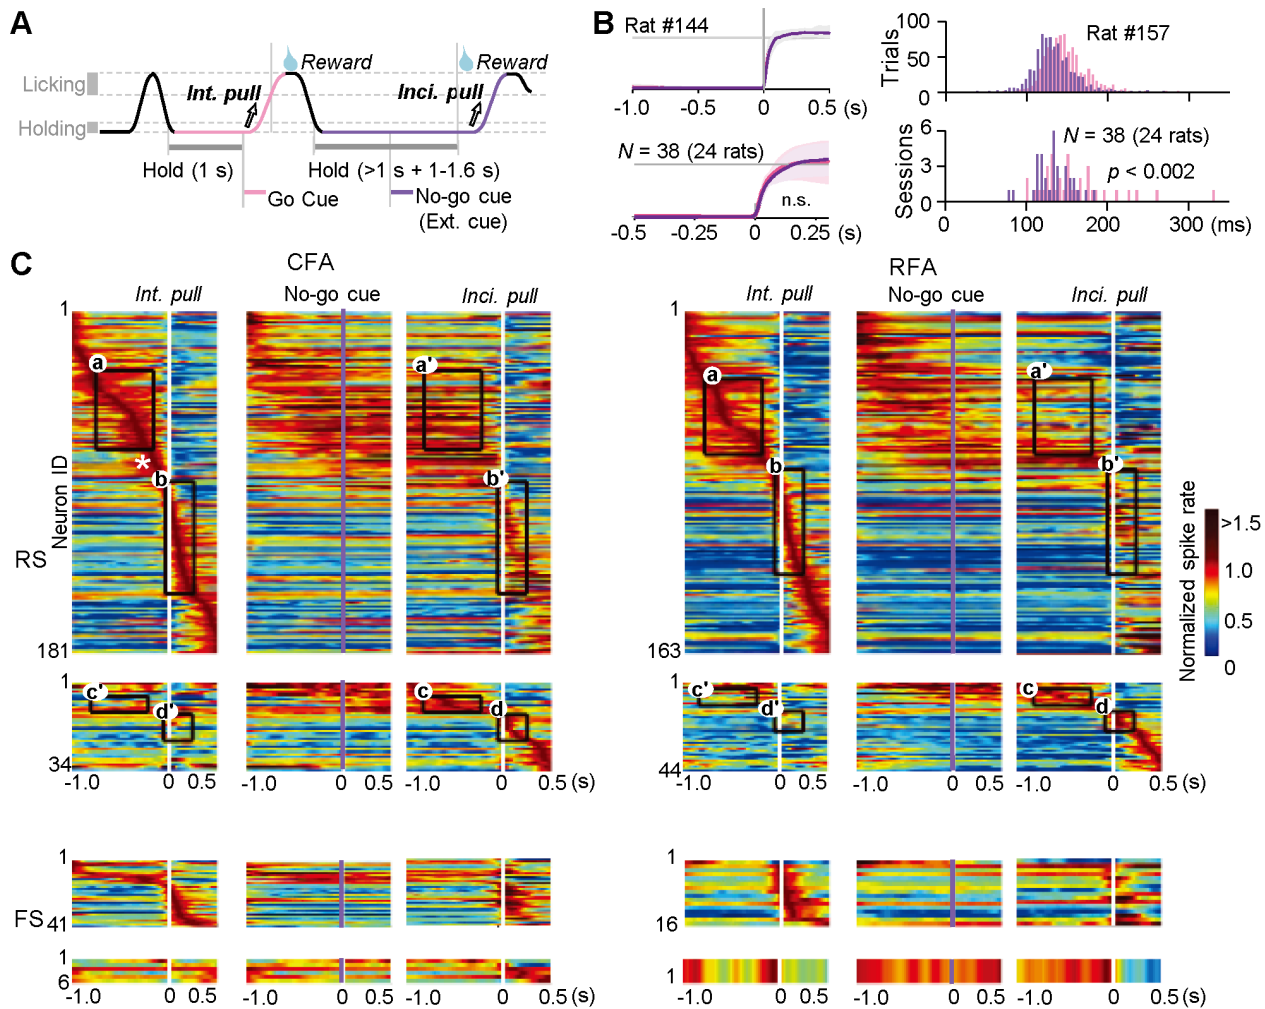 A
Reward
Reward
Licking
Int. pull
Inci. pull
Holding
Hold (1 s)
Hold (>1 s + 1-1.6 s)
Go Cue
No-go cue
(Ext. cue)
B
Rat #144
-1.0 -0.5 0 0.5 (s)
N = 38 (24 rats)
n.s.
-0.5 -0.25 0 0.25 (s)
Trials
100
50
0
Rat #157
Sessions
6
3
0
N = 38 (24 rats)
p < 0.002
0 100 200 300 (ms)
C
CFA
Int. pull No-go cue Inci. pull
RFA
Int. pull No-go cue Inci. pull
Neuron ID
RS
1
a
a'
*
b
b'
181
1
c'
c
d'
d
34
-1.0 0 0.5 -1.0 0 0.5 -1.0 0 0.5 (s)
1
a
a'
b
b'
163
1
c'
c
d'
d
44
-1.0 0 0.5 -1.0 0 0.5 -1.0 0 0.5 (s)
Normalized spike rate
>1.5
1.0
0.5
0
FS
1
41
1
6
-1.0 0 0.5 -1.0 0 0.5 -1.0 0 0.5 (s)
1
16
1
-1.0 0 0.5 -1.0 0 0.5 -1.0 0 0.5 (s)